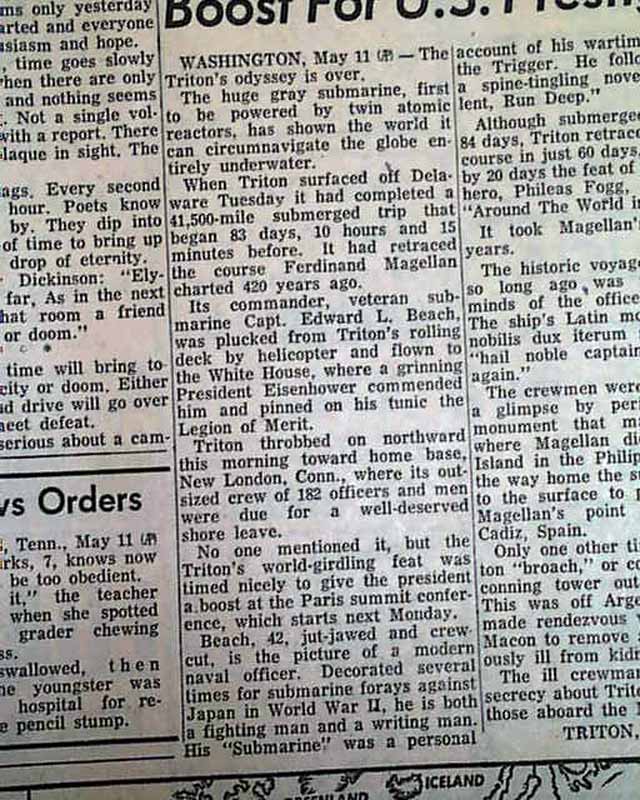 ms only yesterday
arted and everyone
usiasm and hope.
, time goes slowly
when there are only
and nothing seems
Not a single vol-
with a report. There
laque in sight. The
ags. Every second
hour. Poets know
by. They dip into
of time to bring up
drop of eternity.
Dickinson: "Ely-
far, As in the next
hat room a friend
or doom."
time will bring to-
city or doom. Either
nd drive will go over
meet defeat.
serious about a cam-
ws Orders
, Tenn., May 11 (AP)
rks, 7, knows now
be too obedient.
it," the teacher
when she spotted
grader chewing
ss.
swallowed, then
he youngster was
hospital for re-
e pencil stump.
Boost For U.S. Presti
WASHINGTON, May 11 (AP) — The
Triton's odyssey is over.
The huge gray submarine, first
to be powered by twin atomic
reactors, has shown the world it
can circumnavigate the globe en-
tirely underwater.
When Triton surfaced off Dela-
ware Tuesday it had completed a
41,500-mile submerged trip that
began 83 days, 10 hours and 15
minutes before. It had retraced
the course Ferdinand Magellan
charted 420 years ago.
Its commander, veteran sub-
marine Capt. Edward L. Beach,
was plucked from Triton's rolling
deck by helicopter and flown to
the White House, where a grinning
President Eisenhower commended
him and pinned on his tunic the
Legion of Merit.
Triton throbbed on northward
this morning toward home base,
New London, Conn., where its out-
sized crew of 182 officers and men
were due for a well-deserved
shore leave.
No one mentioned it, but the
Triton's world-girdling feat was
timed nicely to give the president
a boost at the Paris summit confer-
ence, which starts next Monday.
Beach, 42, jut-jawed and crew-
cut, is the picture of a modern
naval officer. Decorated several
times for submarine forays against
Japan in World War II, he is both
a fighting man and a writing man.
His "Submarine" was a personal
account of his wartim
the Trigger. He follo
a spine-tingling nove
lent, Run Deep."
Although submerge
84 days, Triton retrac
course in just 60 days,
by 20 days the feat of
hero, Phileas Fogg,
"Around The World in
It took Magellan's
years.
The historic voyag
so long ago was
minds of the office
The ship's Latin mo
nobilis dux iterum
"hail noble captain
again."
The crewmen were
a glimpse by peri
monument that ma
where Magellan di
Island in the Philip
the way home the su
to the surface to
Magellan's point
Cadiz, Spain.
Only one other ti
ton "broach," or co
conning tower out
This was off Arge
made rendezvous
Macon to remove
ously ill from kidn
The ill crewman
secrecy about Trit
those aboard the
TRITON,
GREENLAND
ICELAND